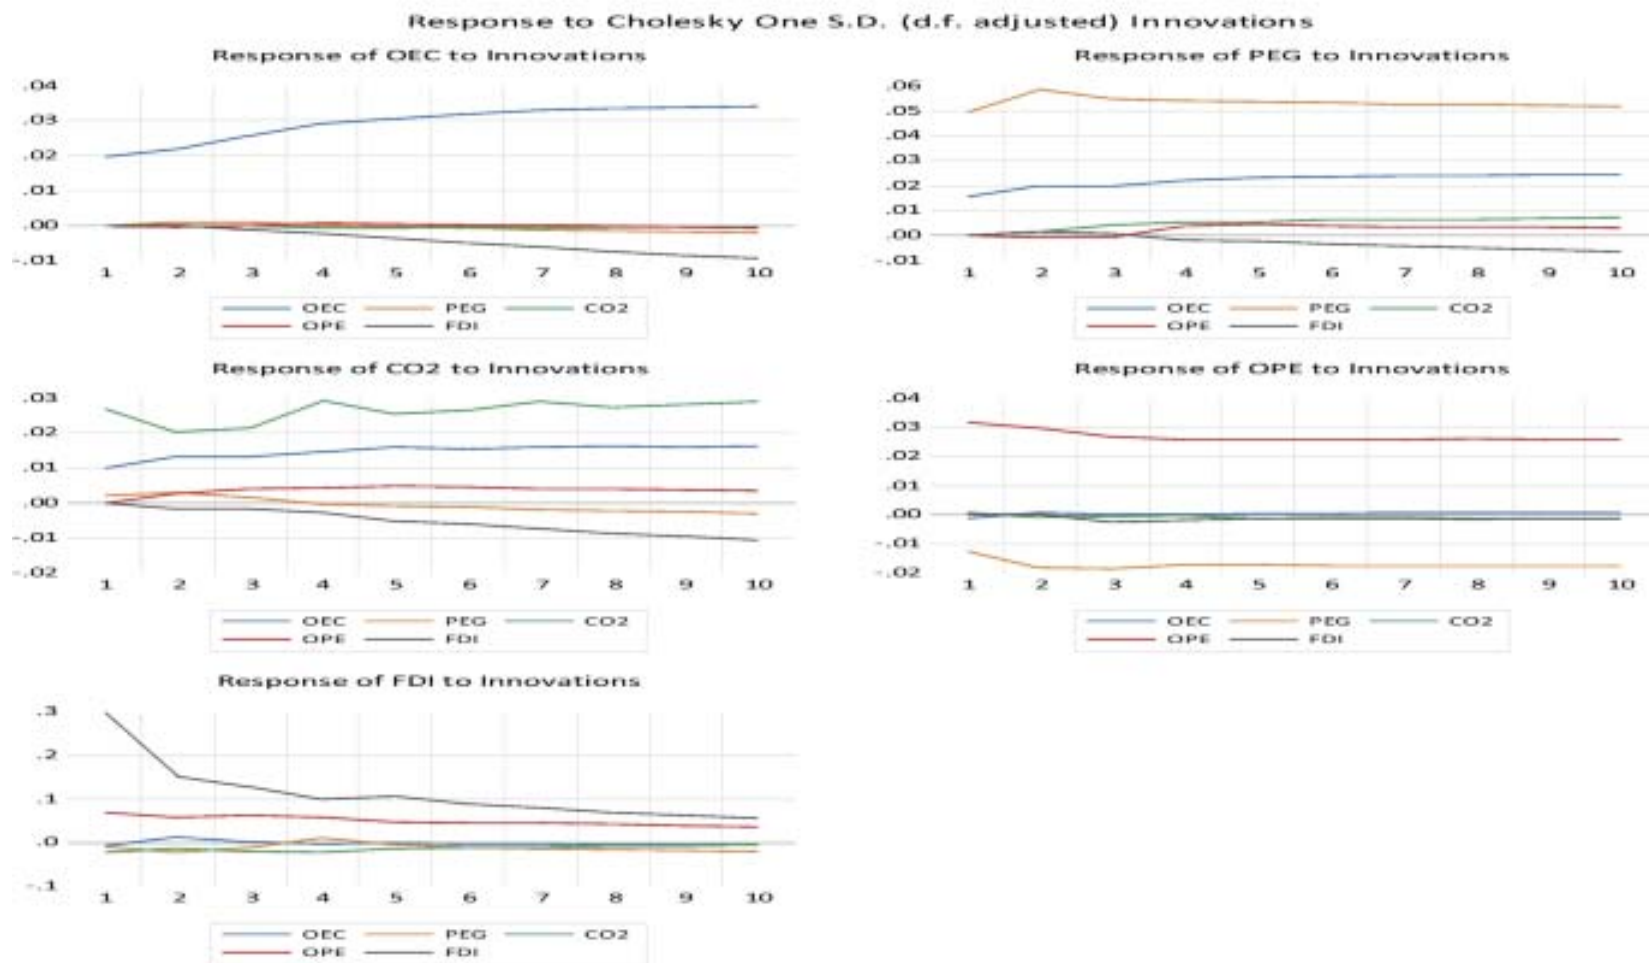 Response to Cholesky One S.D. (d.f. adjusted) Innovations
Response of OEC to Innovations
.04
.03
.02
.01
.00
-.01
1 2 3 4 5 6 7 8 9 10
OEC PEG CO2
OPE FDI
Response of PEG to Innovations
.06
.05
.04
.03
.02
.01
.00
-.01
1 2 3 4 5 6 7 8 9 10
OEC PEG CO2
OPE FDI
Response of CO2 to Innovations
.03
.02
.01
.00
-.01
-.02
1 2 3 4 5 6 7 8 9 10
OEC PEG CO2
OPE FDI
Response of OPE to Innovations
.04
.03
.02
.01
.00
-.01
-.02
1 2 3 4 5 6 7 8 9 10
OEC PEG CO2
OPE FDI
Response of FDI to Innovations
.3
.2
.1
.0
-.1
1 2 3 4 5 6 7 8 9 10
OEC PEG CO2
OPE FDI